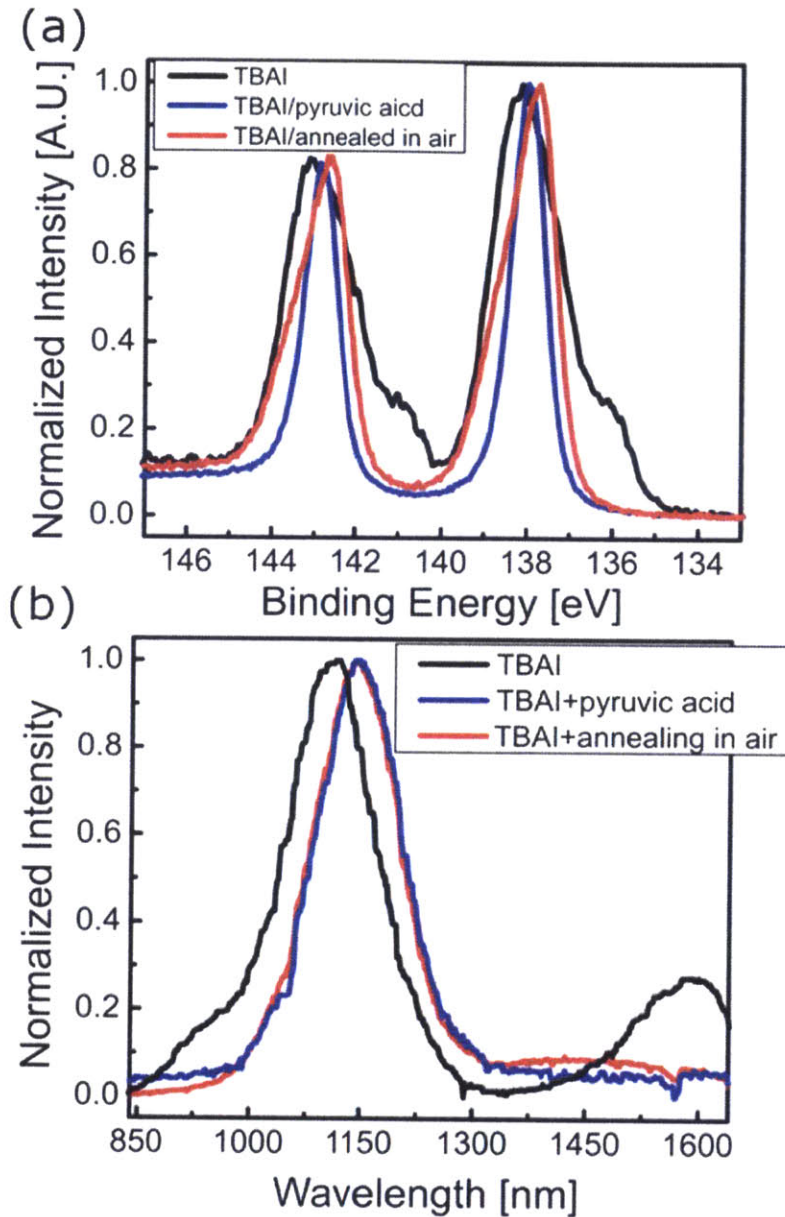 (a)
TBAI
TBAI/pyruvic aicd
TBAI/annealed in air
Normalized Intensity [A.U.]
1.0
0.8
0.6
0.4
0.2
0.0
146 144 142 140 138 136 134
Binding Energy [eV]
(b)
TBAI
TBAI+pyruvic acid
TBAI+annealing in air
Normalized Intensity
1.0
0.8
0.6
0.4
0.2
0.0
850 1000 1150 1300 1450 1600
Wavelength [nm]